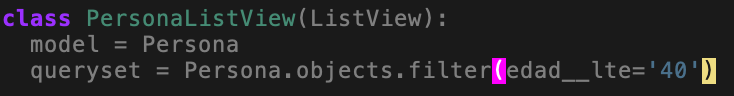 class PersonaListView(ListView):
  model = Persona
  queryset = Persona.objects.filter(edad__lte='40')